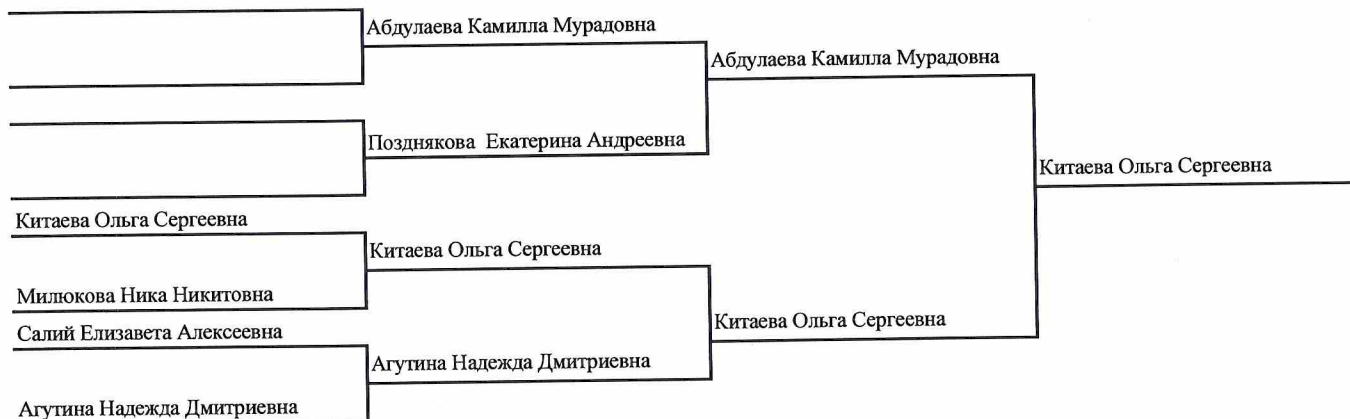 Абдулаева Камилла Мурадовна
Абдулаева Камилла Мурадовна
Позднякова Екатерина Андреевна
Китаева Ольга Сергеевна
Китаева Ольга Сергеевна
Китаева Ольга Сергеевна
Милюкова Ника Никитовна
Салий Елизавета Алексеевна
Китаева Ольга Сергеевна
Агутина Надежда Дмитриевна
Агутина Надежда Дмитриевна